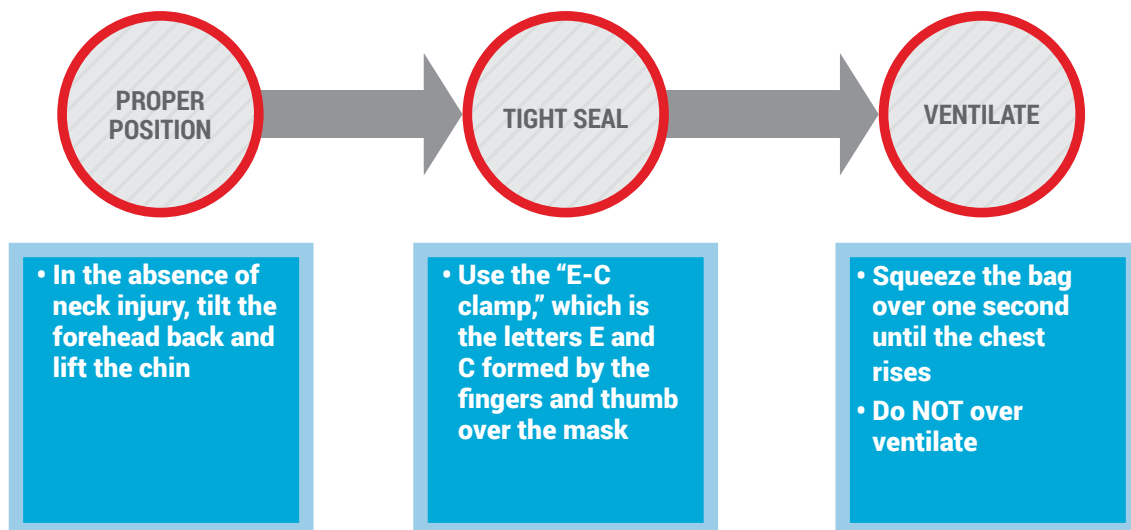 PROPER
POSITION
TIGHT SEAL
VENTILATE
• In the absence of
neck injury, tilt the
forehead back and
lift the chin
• Use the “E-C
clamp,” which is
the letters E and
C formed by the
fingers and thumb
over the mask
• Squeeze the bag
over one second
until the chest
rises
• Do NOT over
ventilate